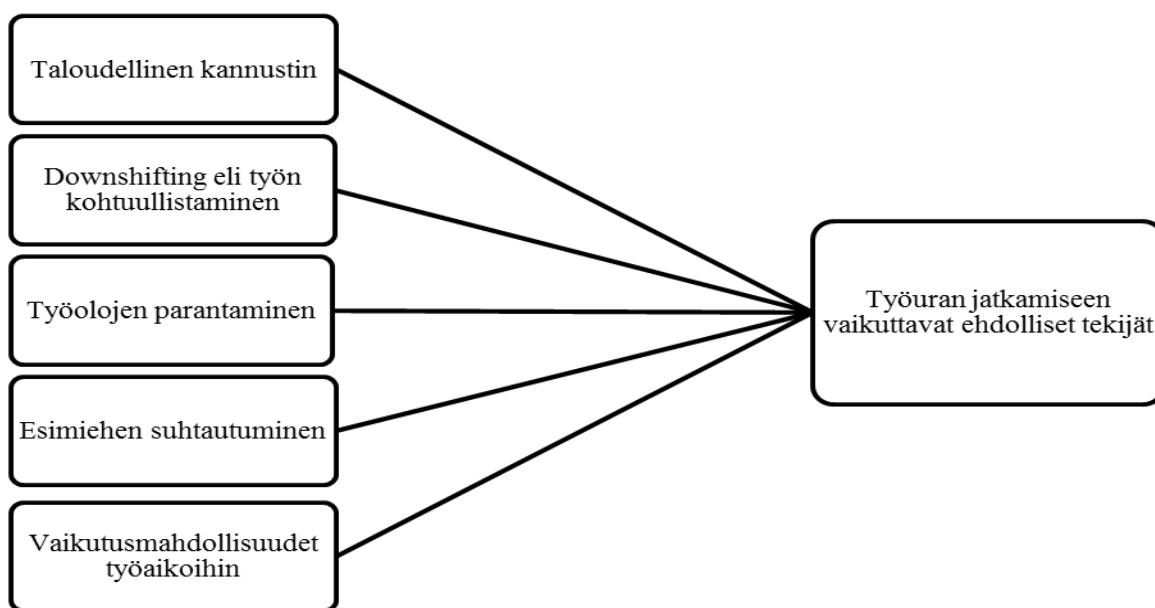 Taloudellinen kannustin
Downshifting eli työn
kohtuullistaminen
Työolojen parantaminen
Esimiehen suhtautuminen
Vaikutusmahdollisuudet
työaikoihin
Työuran jatkamiseen
vaikuttavat ehdolliset tekijät